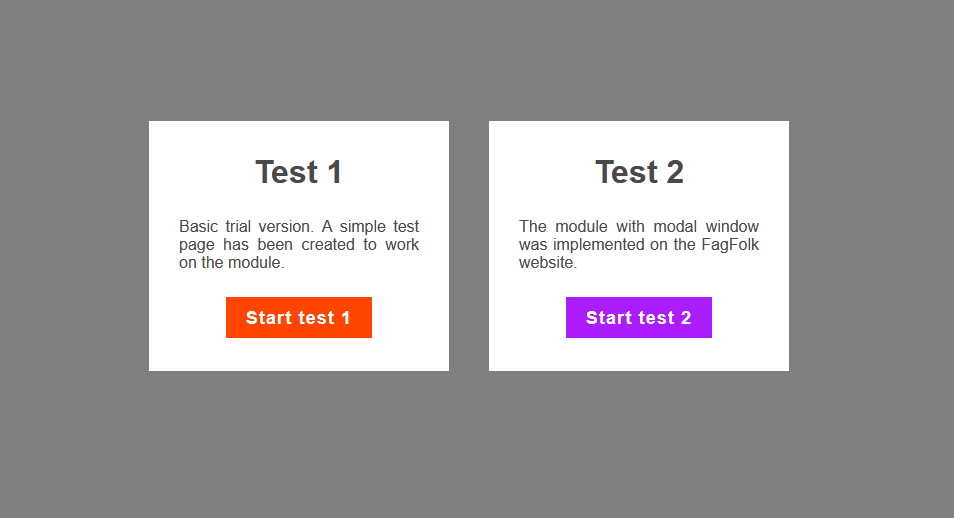 Test 1
Basic trial version. A simple test
page has been created to work
on the module.
Start test 1
Test 2
The module with modal window
was implemented on the FagFolk
website.
Start test 2